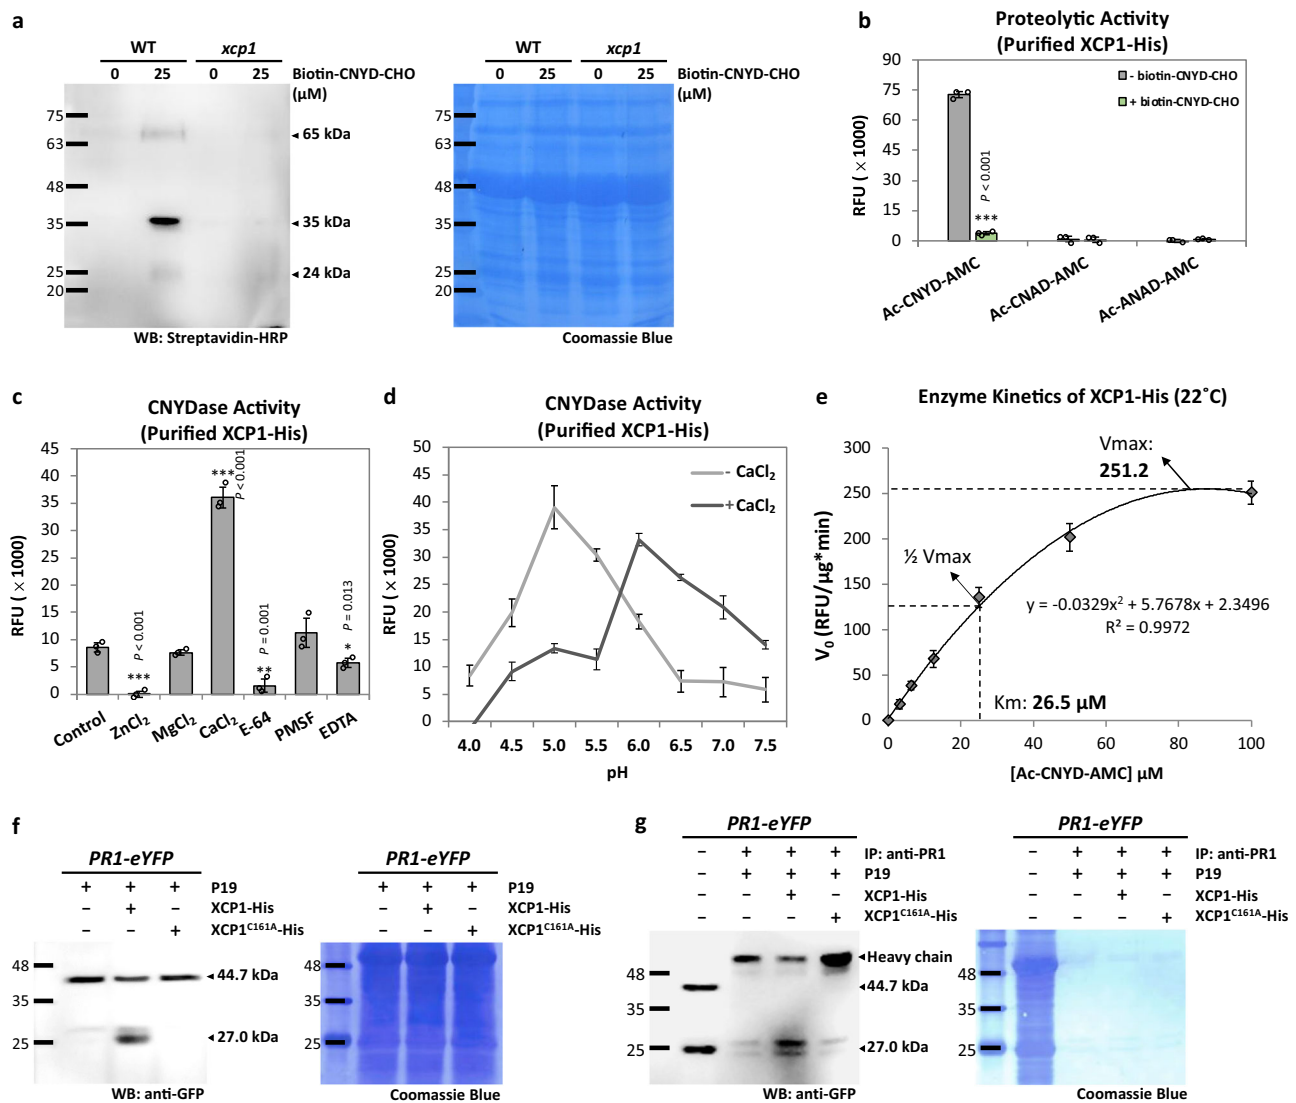 a
WT xcp1
0 25 0 25 Biotin-CNYD-CHO
(µM)
75
63
48
35
25
20
65 kDa
35 kDa
24 kDa
WB: Streptavidin-HRP
WT xcp1
0 25 0 25 Biotin-CNYD-CHO
(µM)
75
63
48
35
25
20
Coomassie Blue
b
Proteolytic Activity
(Purified XCP1-His)
RFU ( × 1000)
90
75
60
45
30
15
0
- biotin-CNYD-CHO
+ biotin-CNYD-CHO
P < 0.001
***
Ac-CNYD-AMC
Ac-CNAD-AMC
Ac-ANAD-AMC
c
CNYDase Activity
(Purified XCP1-His)
RFU ( × 1000)
45
40
35
30
25
20
15
10
5
0
P < 0.001
***
***
P < 0.001
P = 0.001
**
P = 0.013
*
Control
ZnCl2
MgCl2
CaCl2
E-64
PMSF
EDTA
d
CNYDase Activity
(Purified XCP1-His)
RFU ( × 1000)
50
45
40
35
30
25
20
15
10
5
0
- CaCl2
+ CaCl2
4.0 4.5 5.0 5.5 6.0 6.5 7.0 7.5
pH
e
Enzyme Kinetics of XCP1-His (22˚C)
V0 (RFU/µg*min)
300
250
200
150
100
50
0
Vmax:
251.2
½ Vmax
y = -0.0329x2 + 5.7678x + 2.3496
R2 = 0.9972
Km: 26.5 µM
0 20 40 60 80 100
[Ac-CNYD-AMC] µM
f
PR1-eYFP
+ + + P19
− + − XCP1-His
− − + XCP1C161A-His
48
35
25
44.7 kDa
27.0 kDa
WB: anti-GFP
PR1-eYFP
+ + + P19
− + − XCP1-His
− − + XCP1C161A-His
48
35
25
Coomassie Blue
g
PR1-eYFP
− + + + IP: anti-PR1
− + + + P19
− − + − XCP1-His
− − − + XCP1C161A-His
48
35
25
Heavy chain
44.7 kDa
27.0 kDa
WB: anti-GFP
PR1-eYFP
− + + + IP: anti-PR1
− + + + P19
− − + − XCP1-His
− − − + XCP1C161A-His
48
35
25
Coomassie Blue